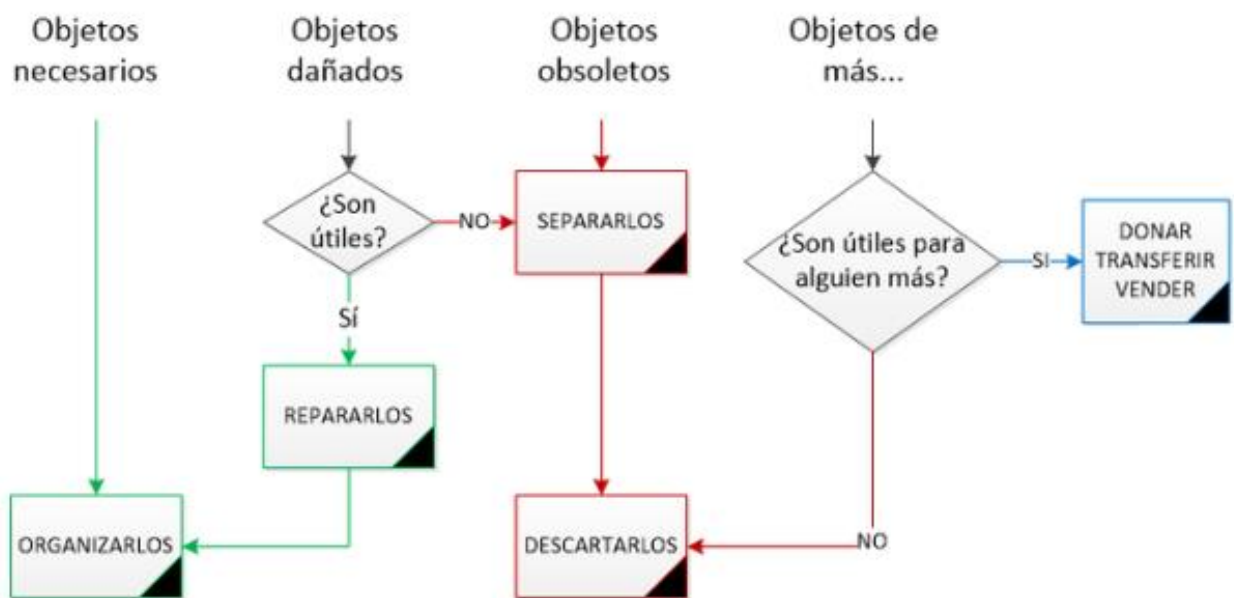 Objetos
necesarios
Objetos
dañados
Objetos
obsoletos
Objetos de
más...
¿Son
útiles?
NO
SEPARARLOS
¿Son útiles para
alguien más?
SI
DONAR
TRANSFERIR
VENDER
Sí
REPARARLOS
ORGANIZARLOS
DESCARTARLOS
NO